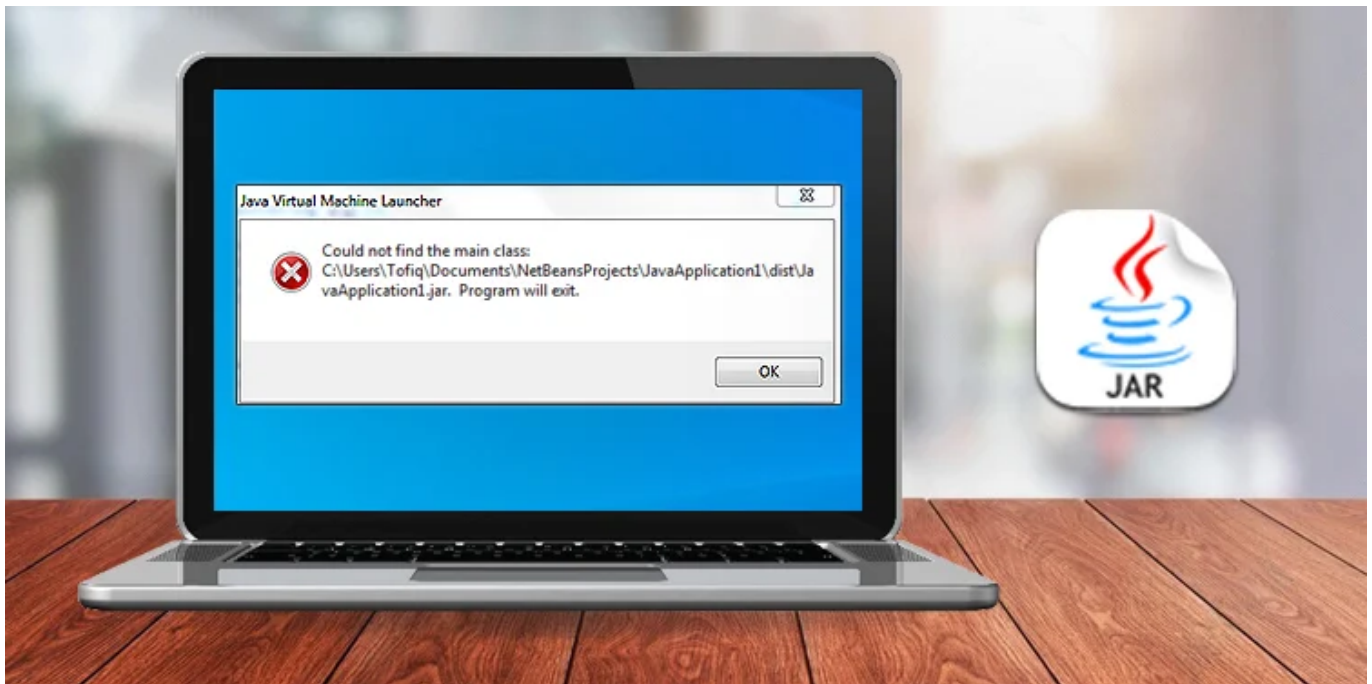 Java Virtual Machine Launcher
Could not find the main class:
C:\Users\Tofiq\Documents\NetBeansProjects\JavaApplication1\dist\Ja
vaApplication1.jar. Program will exit.
OK
JAR